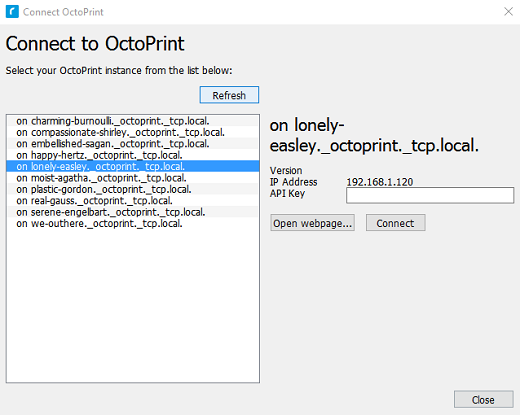 Connect OctoPrint
Connect to OctoPrint
Select your OctoPrint instance from the list below:
Refresh
on charming-burnoulli._octoprint._tcp.local.
on compassionate-shirley._octoprint._tcp.local.
on embellished-sagan._octoprint._tcp.local.
on happy-hertz._octoprint._tcp.local.
on lonely-easley._octoprint._tcp.local.
on moist-agatha._octoprint._tcp.local.
on plastic-gordon._octoprint._tcp.local.
on real-gauss._octoprint._tcp.local.
on serene-engelbart._octoprint._tcp.local.
on we-outhere._octoprint._tcp.local.
on lonely-
easley._octoprint._tcp.local.
Version
IP Address 192.168.1.120
API Key
Open webpage... Connect
Close